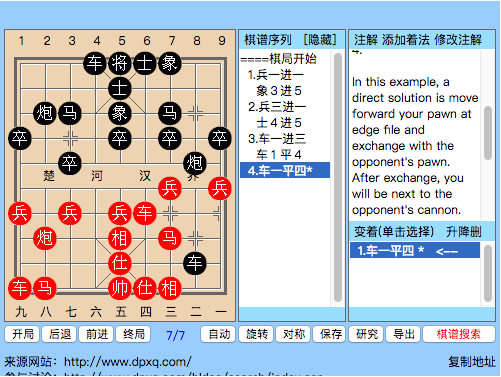 1 2 3 4 5 6 7 8 9
车 将 士 象
士
炮 马 象 马
卒 卒 卒 卒
卒 炮
楚 河 汉 界
兵 兵
兵 兵 兵 车
炮 相 马
仕 车
车 马 帅 仕 相
九 八 七 六 五 四 三 二 一
棋谱序列 [隐藏]
====棋局开始
1.兵一进一
象３进５
2.兵三进一
士４进５
3.车一进三
车１平４
4.车一平四*
注解 添加着法 修改注解
4.
In this example, a
direct solution is move
forward your pawn at
edge file and
exchange with the
opponent's pawn.
After exchange, you
will be next to the
opponent's cannon.
变着(单击选择) 升降删
1.车一平四 * <--
开局 后退 前进 终局 7/7 自动 旋转 对称 保存 研究 导出 棋谱搜索
来源网站：http://www.dpxq.com/ 复制地址